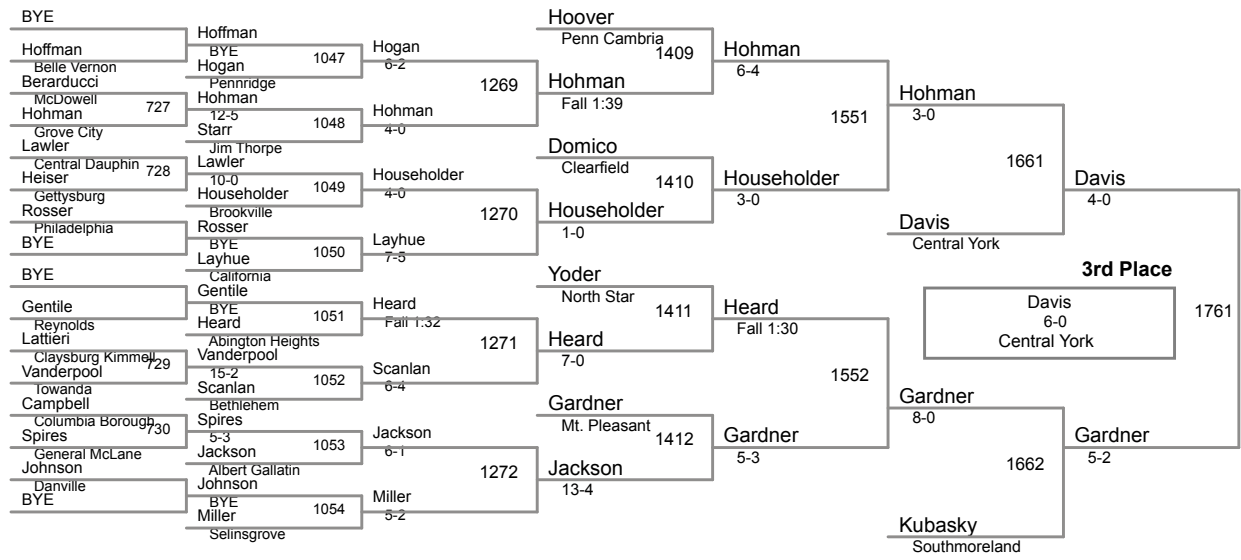 BYE
Hoffman
Belle Vernon
Berarducci
McDowell
727
Hohman
Grove City
Lawler
Central Dauphin
728
Heiser
Gettysburg
Rosser
Philadelphia
BYE
BYE
Gentile
Reynolds
Lattieri
Claysburg Kimmell
729
Vanderpool
Towanda
Campbell
Columbia Borough
730
Spires
General McLane
Johnson
Danville
BYE
Hoffman
BYE
1047
Hogan
Pennridge
Hohman
12-5
1048
Starr
Jim Thorpe
Lawler
10-0
1049
Householder
Brookville
Rosser
BYE
1050
Layhue
California
Gentile
BYE
1051
Heard
Abington Heights
Vanderpool
15-2
1052
Scanlan
Bethlehem
Spires
5-3
1053
Jackson
Albert Gallatin
Johnson
BYE
1054
Miller
Selinsgrove
Hogan
6-2
1269
Hohman
4-0
Householder
4-0
1270
Layhue
7-5
Heard
Fall 1:32
1271
Scanlan
6-4
Jackson
6-1
1272
Miller
5-2
Hoover
Penn Cambria
1409
Hohman
Fall 1:39
Domico
Clearfield
1410
Householder
1-0
Yoder
North Star
1411
Heard
7-0
Gardner
Mt. Pleasant
1412
Jackson
13-4
Hohman
6-4
1551
Householder
3-0
Heard
Fall 1:30
1552
Gardner
5-3
Hohman
3-0
1661
Davis
Central York
Gardner
8-0
1662
Kubasky
Southmoreland
Davis
4-0
3rd Place
Davis
6-0
Central York
1761
Gardner
5-2